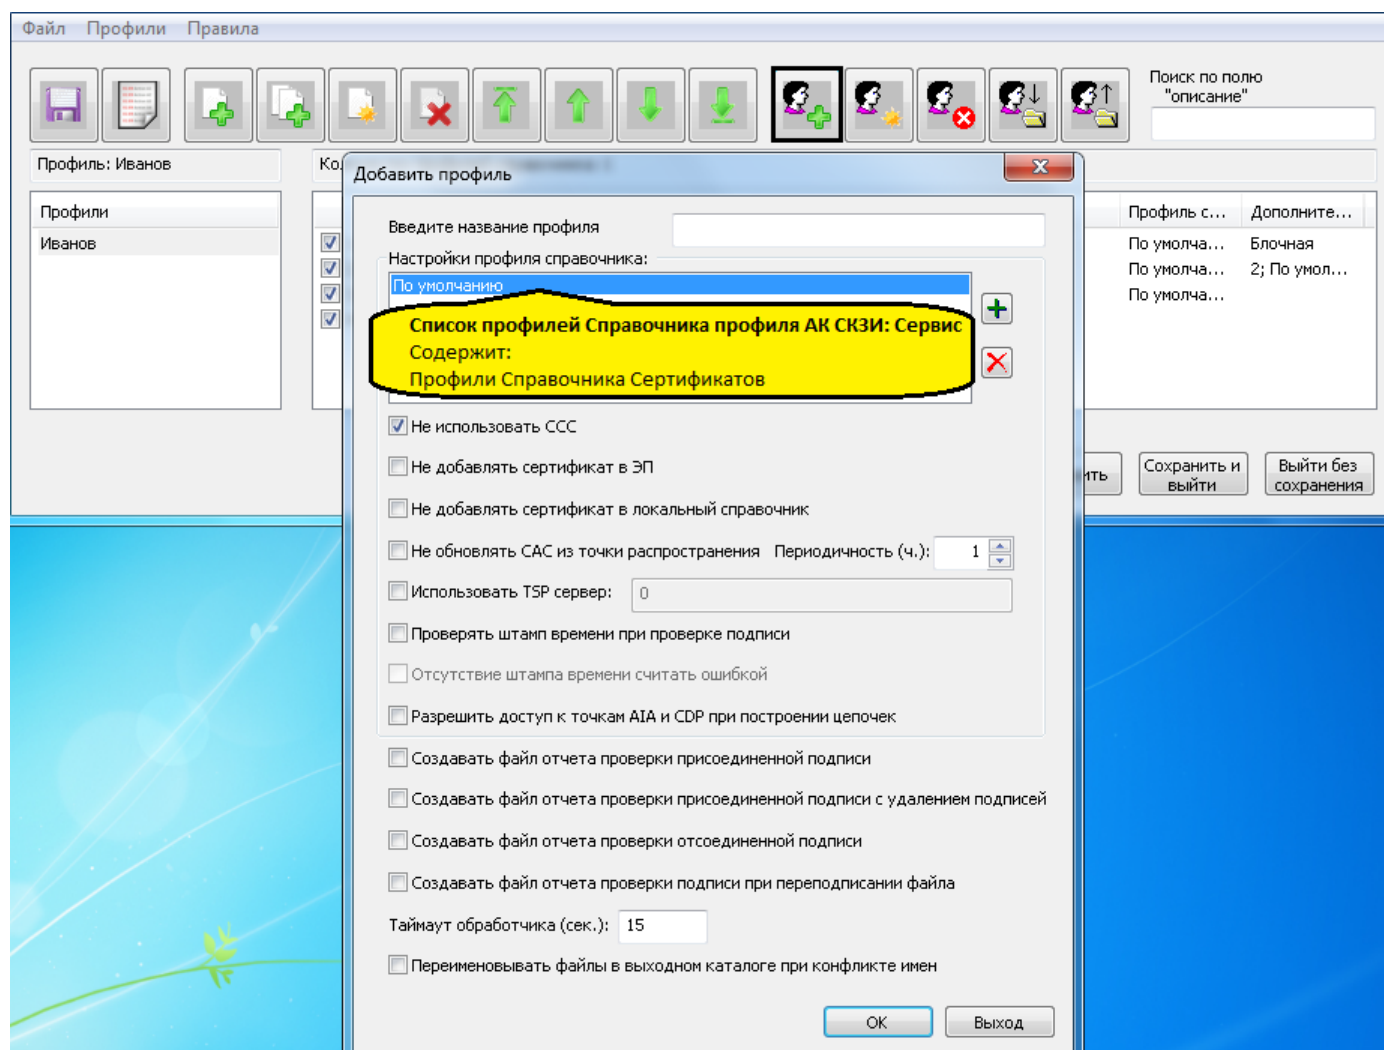 Файл Профили Правила
Поиск по полю
"описание"
Профиль: Иванов
Добавить профиль
Профили
Иванов
Профиль с... Дополните...
По умолча... Блочная
По умолча... 2; По умол...
По умолча...
Введите название профиля
Настройки профиля справочника:
По умолчанию
Список профилей Справочника профиля АК СКЗИ: Сервис
Содержит:
Профили Справочника Сертификатов
Не использовать ССС
Не добавлять сертификат в ЭП
Не добавлять сертификат в локальный справочник
Не обновлять САС из точки распространения Периодичность (ч.): 1
Использовать TSP сервер: 0
Проверять штамп времени при проверке подписи
Отсутствие штампа времени считать ошибкой
Разрешить доступ к точкам AIA и CDP при построении цепочек
Создавать файл отчета проверки присоединенной подписи
Создавать файл отчета проверки присоединенной подписи с удалением подписей
Создавать файл отчета проверки отсоединенной подписи
Создавать файл отчета проверки подписи при переподписании файла
Таймаут обработчика (сек.): 15
Переименовывать файлы в выходном каталоге при конфликте имен
ОК Выход
Сохранить и
выйти
Выйти без
сохранения